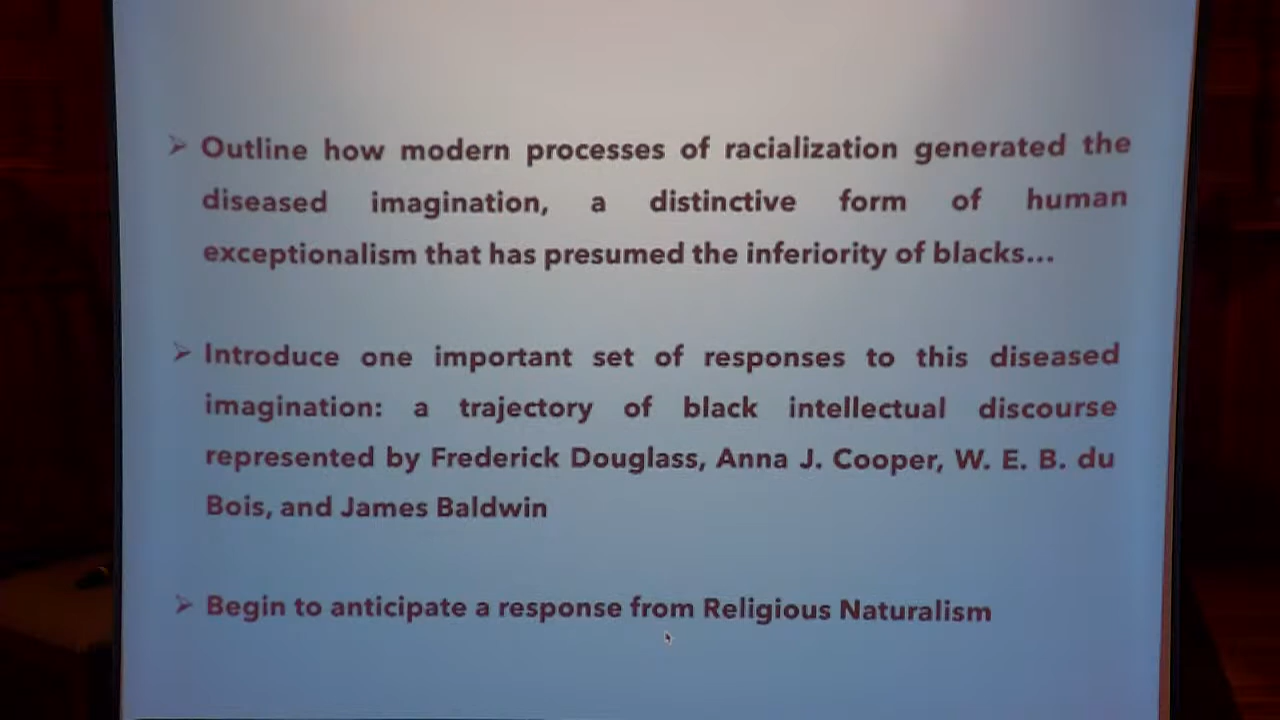 ➢ Outline how modern processes of racialization generated the
diseased imagination, a distinctive form of human
exceptionalism that has presumed the inferiority of blacks...
➢ Introduce one important set of responses to this diseased
imagination: a trajectory of black intellectual discourse
represented by Frederick Douglass, Anna J. Cooper, W. E. B. du
Bois, and James Baldwin
➢ Begin to anticipate a response from Religious Naturalism